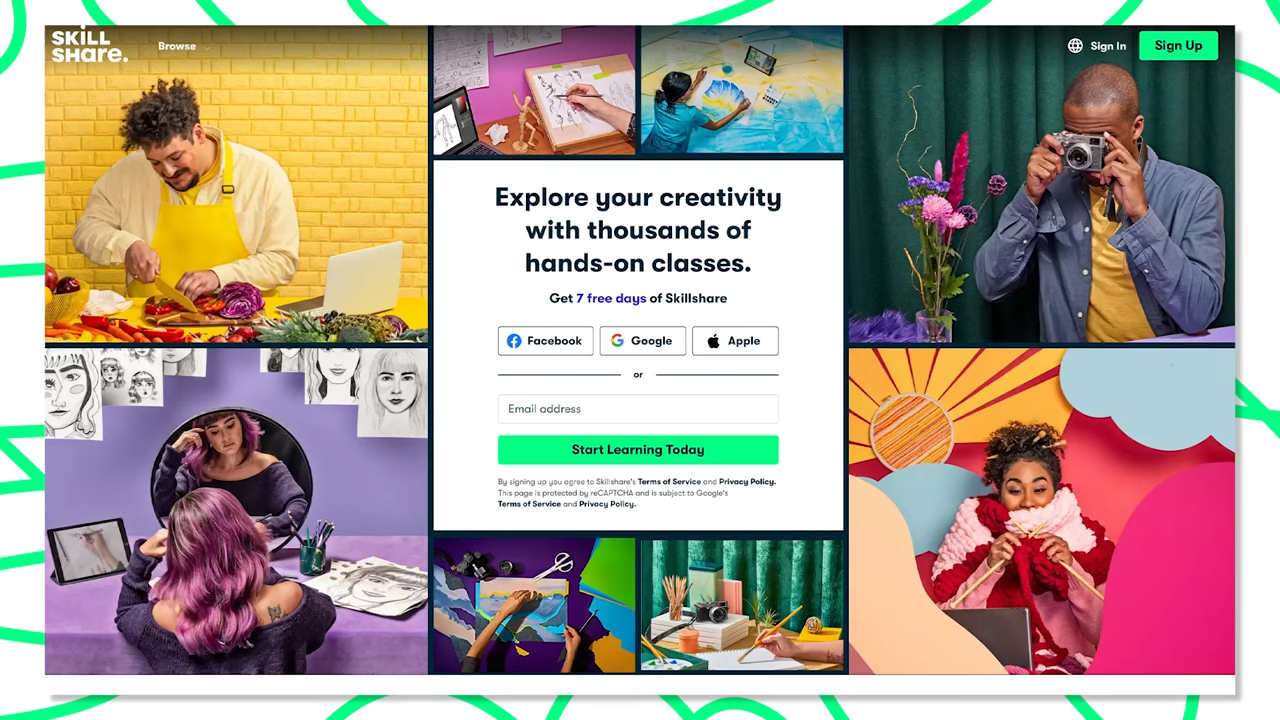 SKILL
SHARE.
Browse
Sign In
Sign Up
Explore your creativity
with thousands of
hands-on classes.
Get 7 free days of Skillshare
Facebook
Google
Apple
or
Email address
Start Learning Today
By signing up you agree to Skillshare's Terms of Service and Privacy Policy.
This page is protected by reCAPTCHA and is subject to Google's
Terms of Service and Privacy Policy.